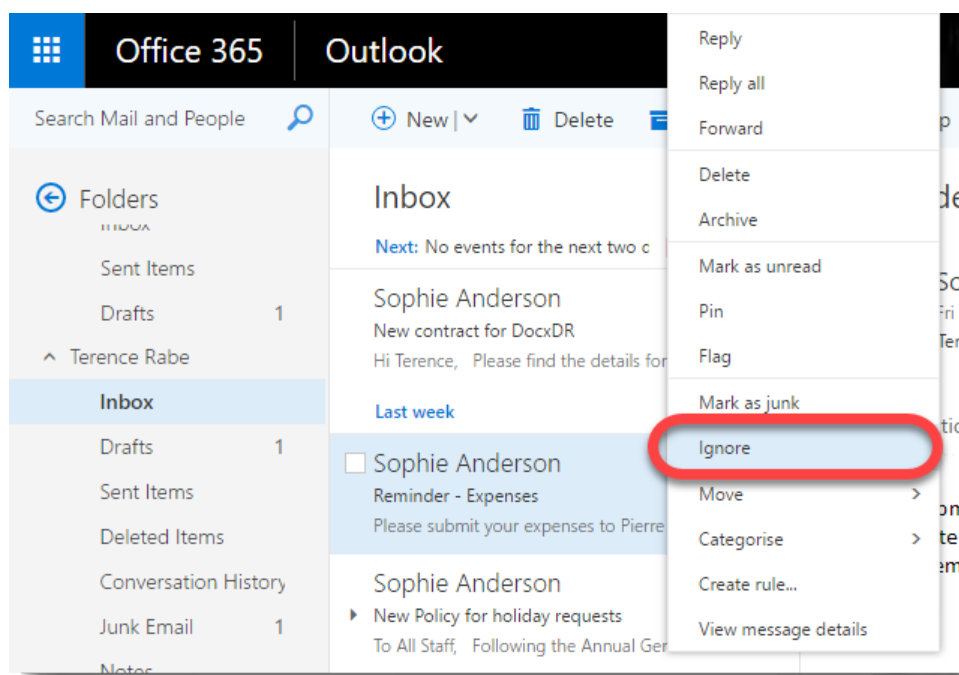 Office 365
Outlook
Search Mail and People
New
Delete
Folders
Inbox
Sent Items
Drafts 1
Terence Rabe
Inbox
Drafts 1
Sent Items
Deleted Items
Conversation History
Junk Email 1
Notes
Inbox
Next: No events for the next two d
Sophie Anderson
New contract for DocxDR
Hi Terence, Please find the details for
Last week
Sophie Anderson
Reminder - Expenses
Please submit your expenses to Pierre
Sophie Anderson
New Policy for holiday requests
To All Staff, Following the Annual Ger
Reply
Reply all
Forward
Delete
Archive
Mark as unread
Pin
Flag
Mark as junk
Ignore
Move
Categorise
Create rule...
View message details